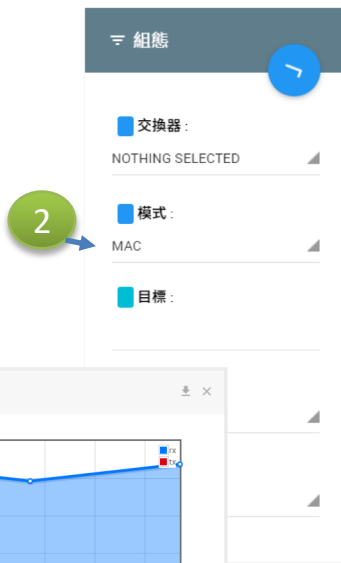 組態
交換器 :
NOTHING SELECTED
2
模式 :
MAC
目標 :
rx
tx